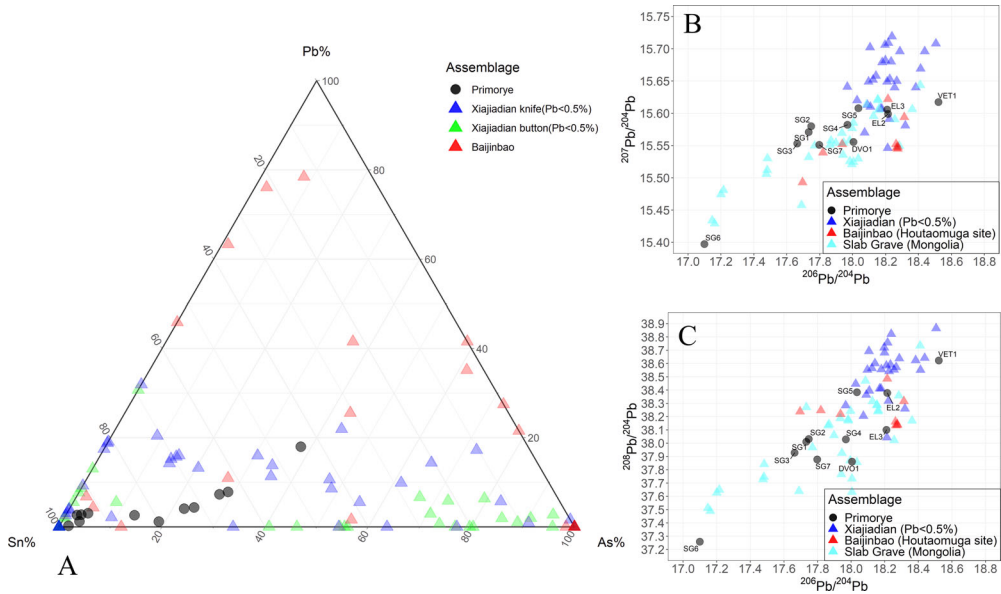 Pb%
100
80
60
40
20
20
40
60
80
100
Sn%
20
40
60
80
100
As%
A
Assemblage
Primorye
Xiajiadian knife(Pb<0.5%)
Xiajiadian button(Pb<0.5%)
Baijinbao
B
15.75
15.70
15.65
15.60
15.55
15.50
15.45
15.40
²⁰⁷Pb/²⁰⁴Pb
VET1
EL3
EL2
SG5
SG4
SG2
SG1
SG3
SG7
DVO1
SG6
Assemblage
Primorye
Xiajiadian (Pb<0.5%)
Baijinbao (Houtaomuga site)
Slab Grave (Mongolia)
17.0 17.2 17.4 17.6 17.8 18.0 18.2 18.4 18.6 18.8
²⁰⁶Pb/²⁰⁴Pb
C
38.9
38.8
38.7
38.6
38.5
38.4
38.3
38.2
38.1
38.0
37.9
37.8
37.7
37.6
37.5
37.4
37.3
37.2
²⁰⁸Pb/²⁰⁴Pb
VET1
SG5
EL2
EL3
SG2
SG1
SG4
SG3
SG7
DVO1
SG6
Assemblage
Primorye
Xiajiadian (Pb<0.5%)
Baijinbao (Houtaomuga site)
Slab Grave (Mongolia)
17.0 17.2 17.4 17.6 17.8 18.0 18.2 18.4 18.6 18.8
²⁰⁶Pb/²⁰⁴Pb